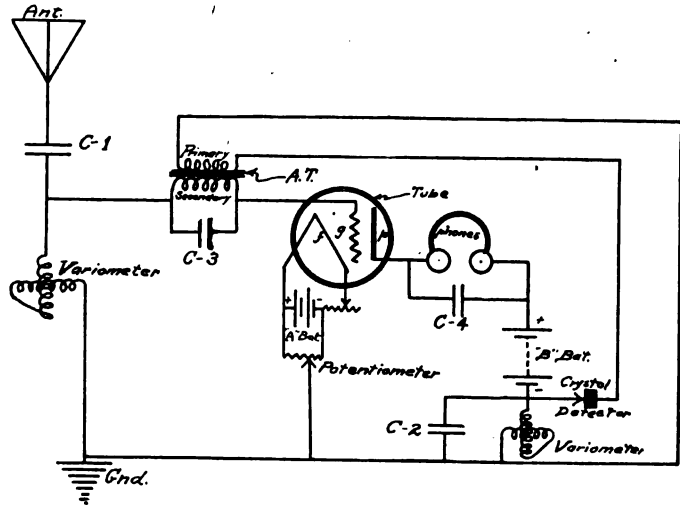 Ant.
C-1
Primary
A.T.
Secondary
C-3
Tube
f
g
p
phones
Variometer
+
-
"A" Bat.
C-4
+
"B" Bat.
-
Potentiometer
Crystal
Detector
C-2
Variometer
Gnd.